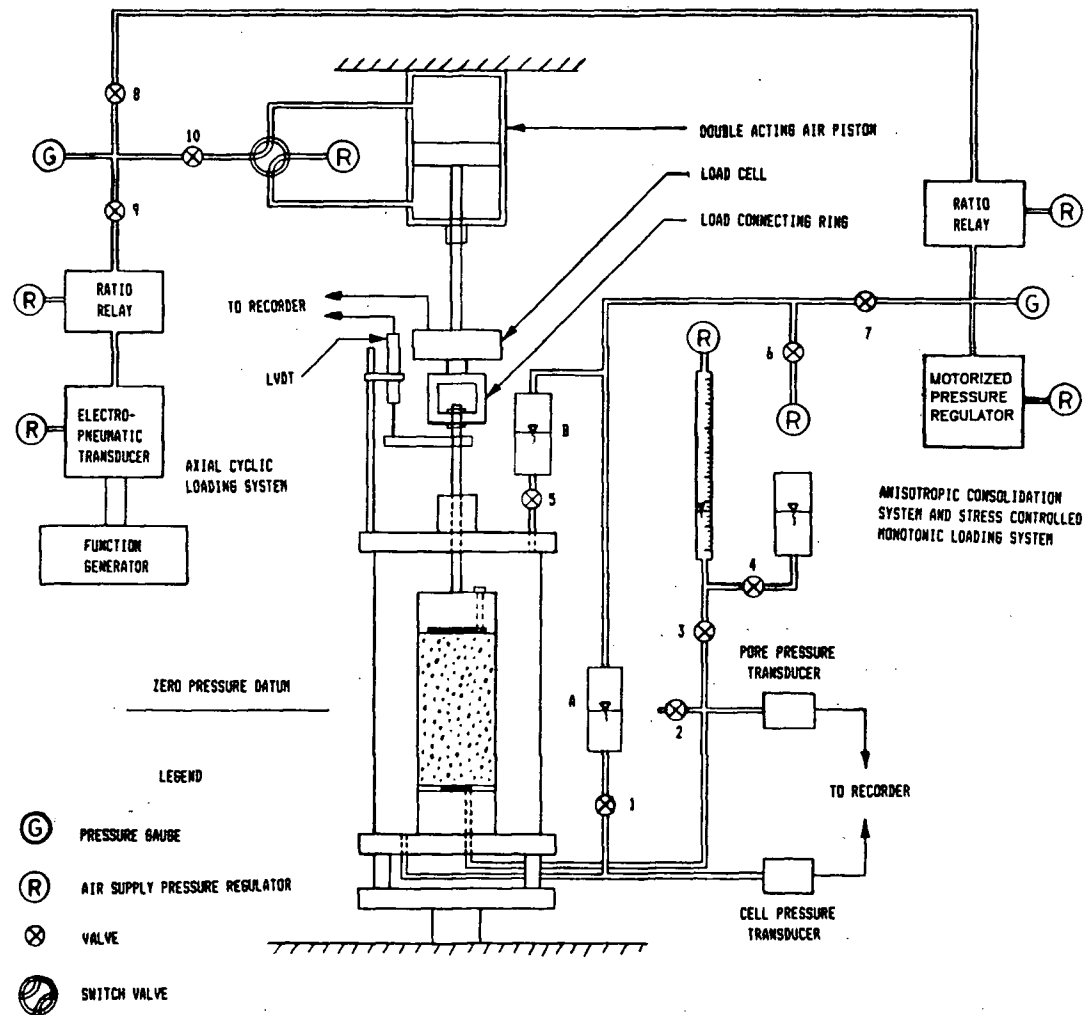 8
10
G
R
DOUBLE ACTING AIR PISTON
LOAD CELL
LOAD CONNECTING RING
9
RATIO
RELAY
R
RATIO
RELAY
R
TO RECORDER
LVDT
7
G
6
R
R
ELECTRO-
PNEUMATIC
TRANSDUCER
R
MOTORIZED
PRESSURE
REGULATOR
R
B
5
AXIAL CYCLIC
LOADING SYSTEM
FUNCTION
GENERATOR
ANISOTROPIC CONSOLIDATION
SYSTEM AND STRESS CONTROLLED
MONOTONIC LOADING SYSTEM
4
3
PORE PRESSURE
TRANSDUCER
ZERO PRESSURE DATUM
A
2
TO RECORDER
1
CELL PRESSURE
TRANSDUCER
LEGEND
G PRESSURE GAUGE
R AIR SUPPLY PRESSURE REGULATOR
VALVE
SWITCH VALVE